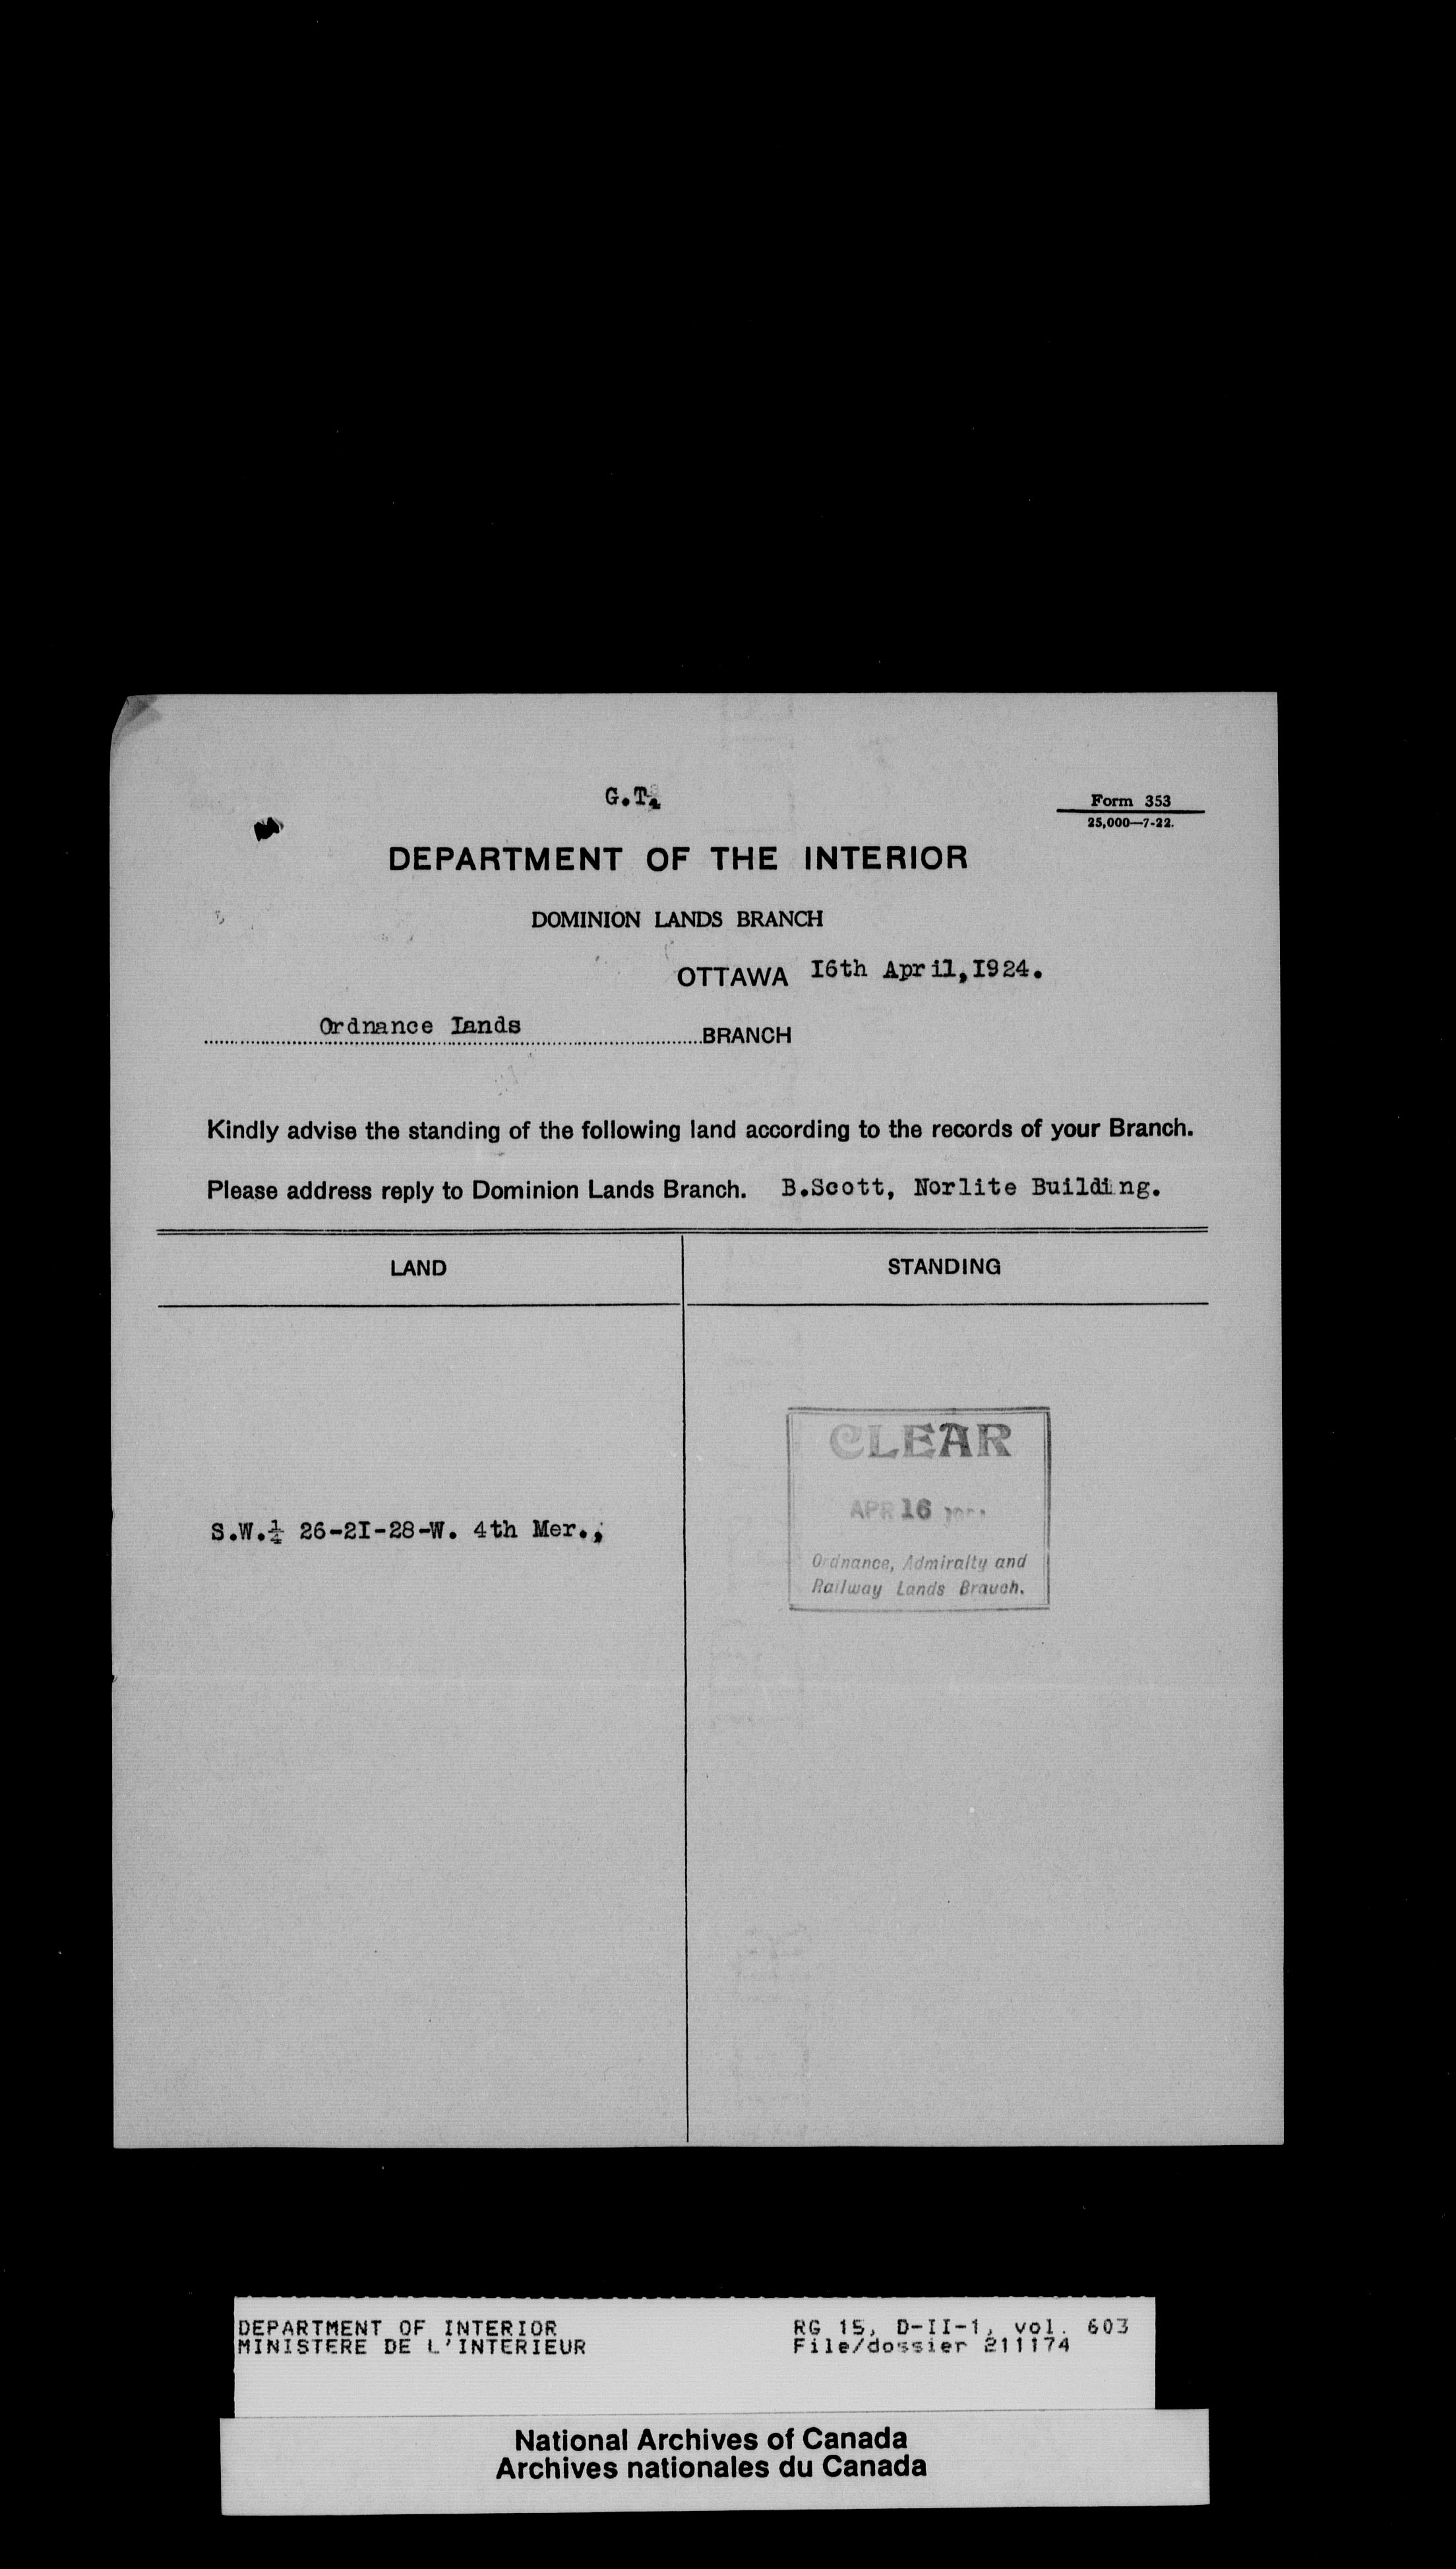 G.T.
Form 353
25,000—7-22.
DEPARTMENT OF THE INTERIOR
DOMINION LANDS BRANCH
OTTAWA I6th April,I924.
Ordnance Iands BRANCH
Kindly advise the standing of the following land according to the records of your Branch.
Please address reply to Dominion Lands Branch. B.Scott, Norlite Building.
LAND STANDING
CLEAR
APR 16
S.W.¼ 26-2I-28-W. 4th Mer.,
Ordnance, Admiralty and
Railway Lands Branch.
DEPARTMENT OF INTERIOR
MINISTERE DE L'INTERIEUR
RG 15, D-II-1, vol. 603
File/dossier 211174
National Archives of Canada
Archives nationales du Canada